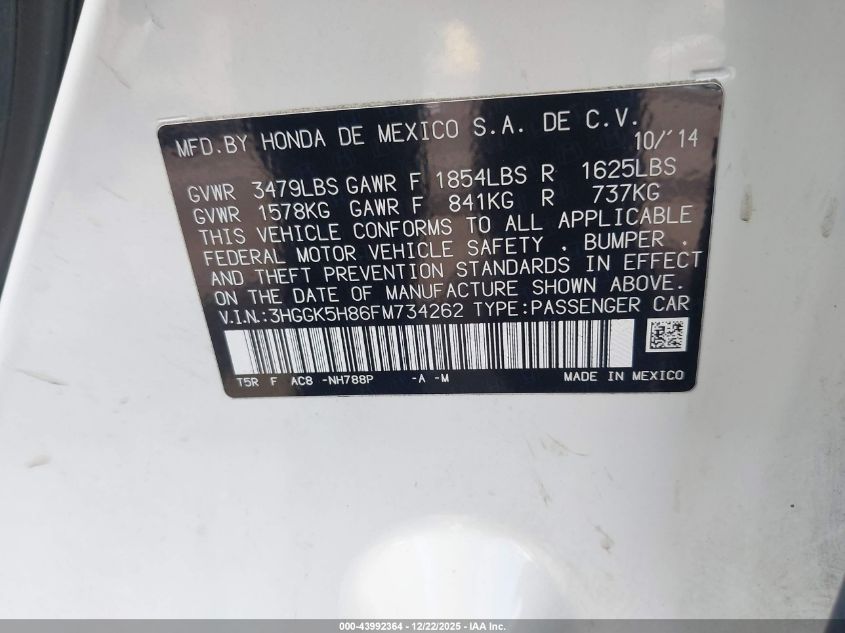 MFD.BY HONDA DE MEXICO S.A. DE C.V.
10/'14
GVWR 3479LBS GAWR F 1854LBS R 1625LBS
GVWR 1578KG GAWR F 841KG R 737KG
THIS VEHICLE CONFORMS TO ALL APPLICABLE
FEDERAL MOTOR VEHICLE SAFETY , BUMPER ,
AND THEFT PREVENTION STANDARDS IN EFFECT
ON THE DATE OF MANUFACTURE SHOWN ABOVE.
V.I.N.:3HGGK5H86FM734262 TYPE:PASSENGER CAR
T5R F AC8 -NH788P -A -M MADE IN MEXICO
000-43992364 - 12/22/2025 - IAA Inc.